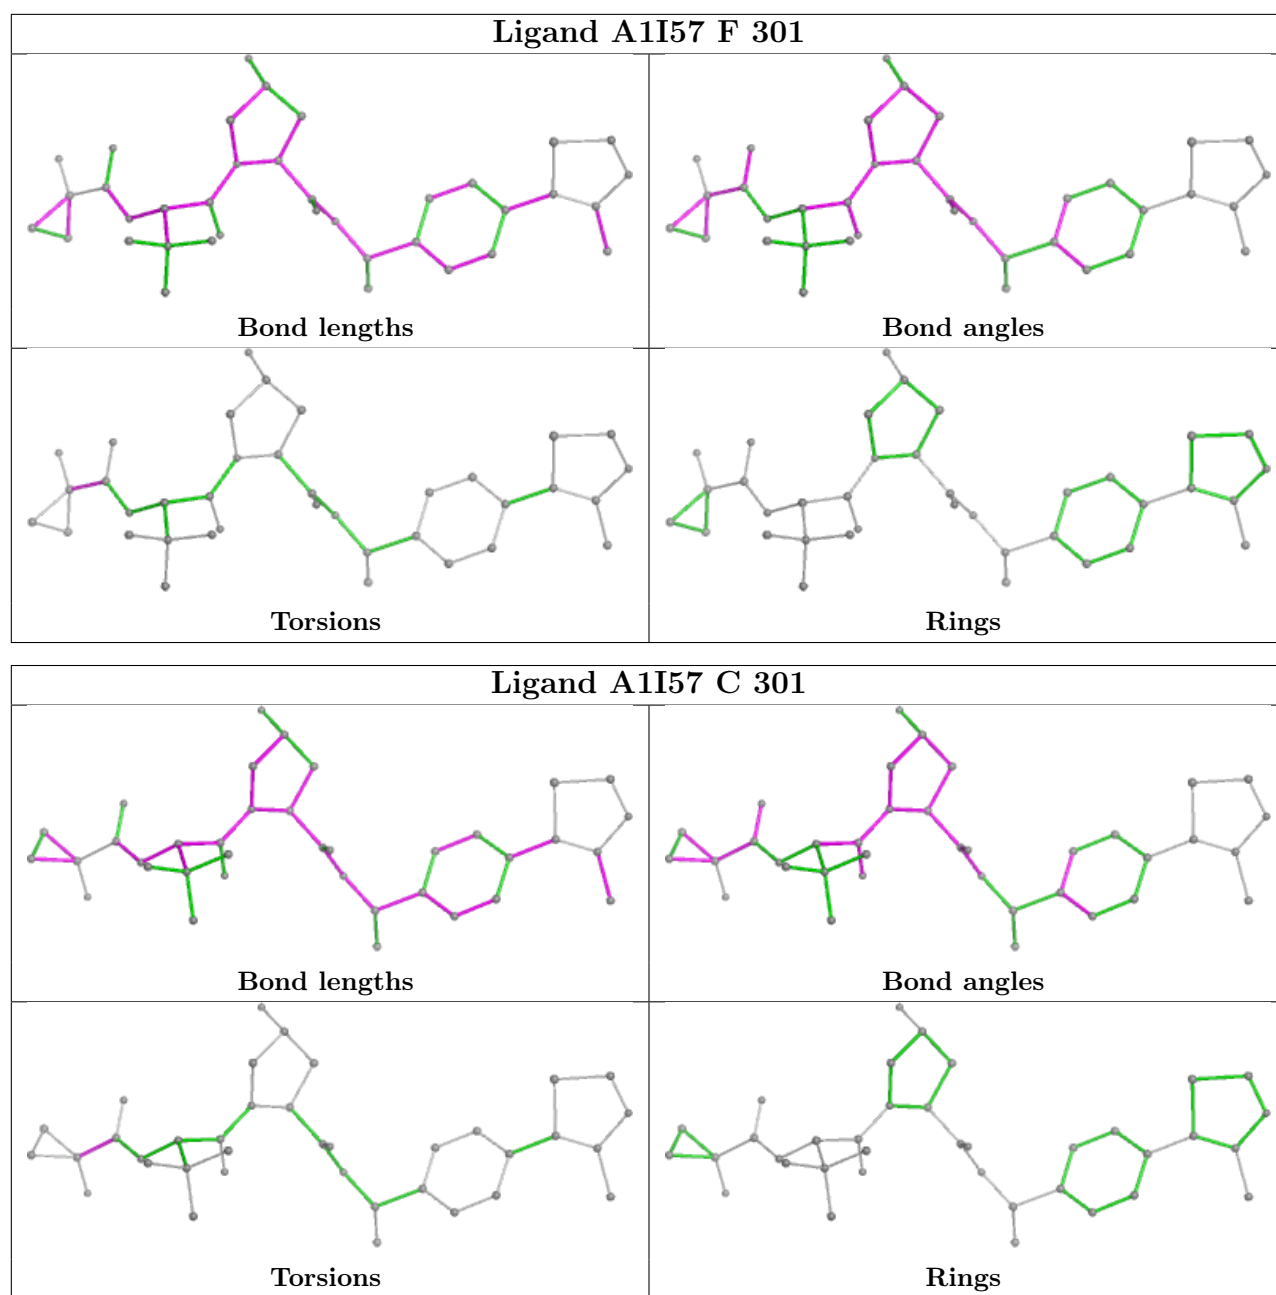 Ligand A1I57 F 301
Bond lengths
Bond angles
Torsions
Rings
Ligand A1I57 C 301
Bond lengths
Bond angles
Torsions
Rings